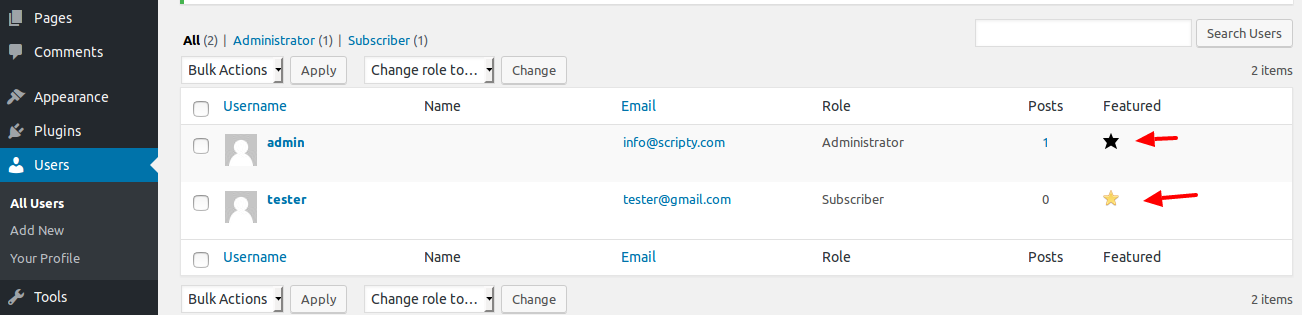 Pages
Comments
Appearance
Plugins
Users
All Users
Add New
Your Profile
Tools
All (2) | Administrator (1) | Subscriber (1)
Search Users
Bulk Actions Apply Change role to... Change 2 items
Username Name Email Role Posts Featured
admin info@scripty.com Administrator 1
tester tester@gmail.com Subscriber 0
Username Name Email Role Posts Featured
Bulk Actions Apply Change role to... Change 2 items